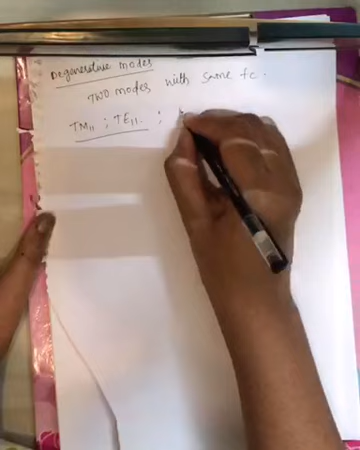 Degenerative modes
Two modes with same fc.
TM11 ; TE11. ;